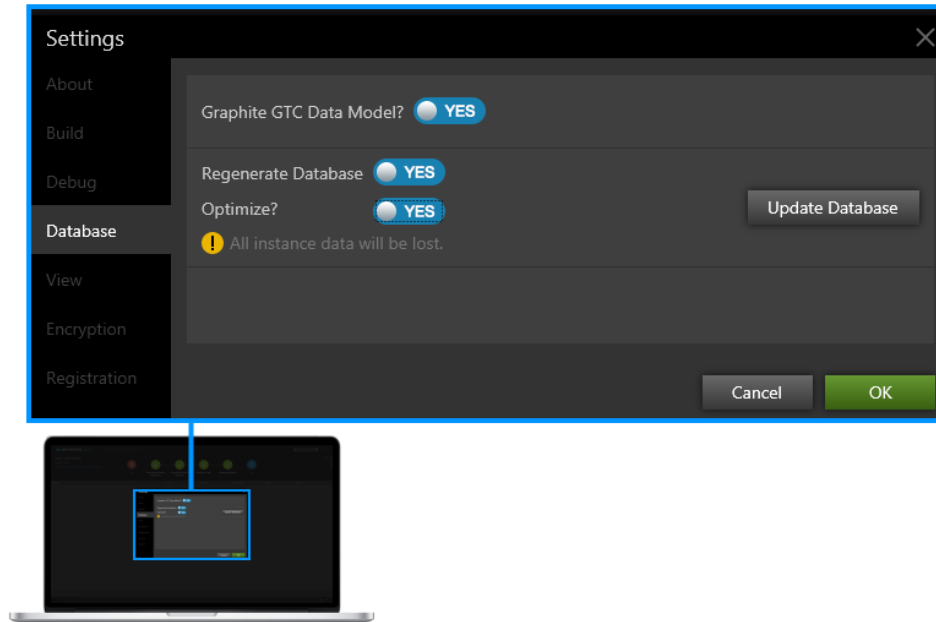 Settings
About
Build
Debug
Database
View
Encryption
Registration
Graphite GTC Data Model? YES
Regenerate Database YES
Optimize? YES
! All instance data will be lost.
Update Database
Cancel
OK